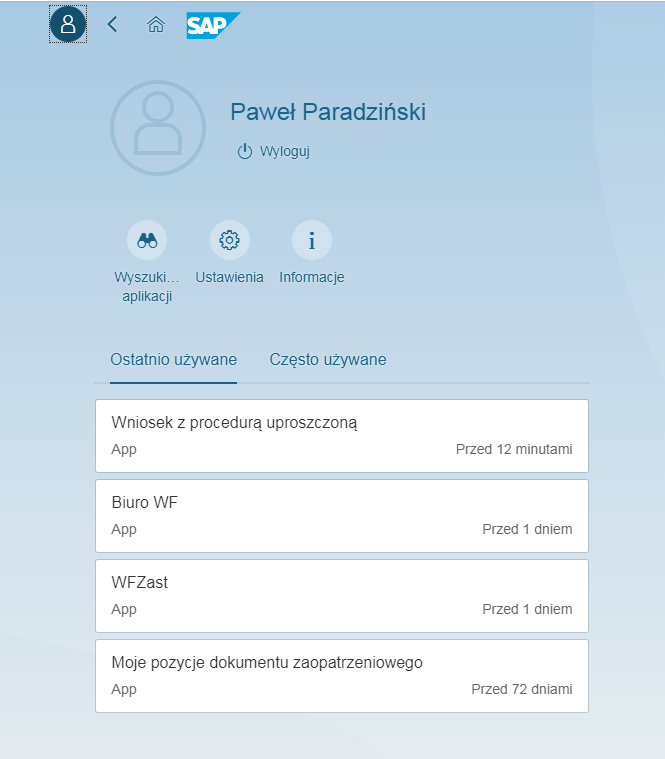 SAP
Paweł Paradziński
Wyloguj
Wyszuki... Ustawienia Informacje
aplikacji
Ostatnio używane Często używane
Wniosek z procedurą uproszczoną
App Przed 12 minutami
Biuro WF
App Przed 1 dniem
WFZast
App Przed 1 dniem
Moje pozycje dokumentu zaopatrzeniowego
App Przed 72 dniami